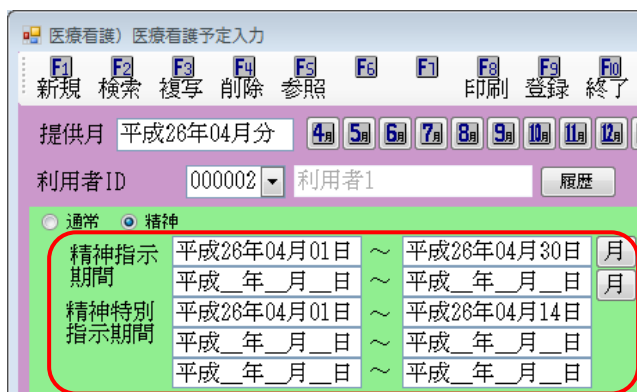 医療看護）医療看護予定入力
F1 F2 F3 F4 F5 F6 F7 F8 F9 F10
新規 検索 複写 削除 参照 印刷 登録 終了
提供月 平成26年04月分 4月 5月 6月 7月 8月 9月 10月 11月 12月
利用者ID 000002 利用者1 履歴
通常 精神
精神指示期間 平成26年04月01日 ～ 平成26年04月30日 月
平成__年__月__日 ～ 平成__年__月__日 月
精神特別指示期間 平成26年04月01日 ～ 平成26年04月14日
平成__年__月__日 ～ 平成__年__月__日
平成__年__月__日 ～ 平成__年__月__日